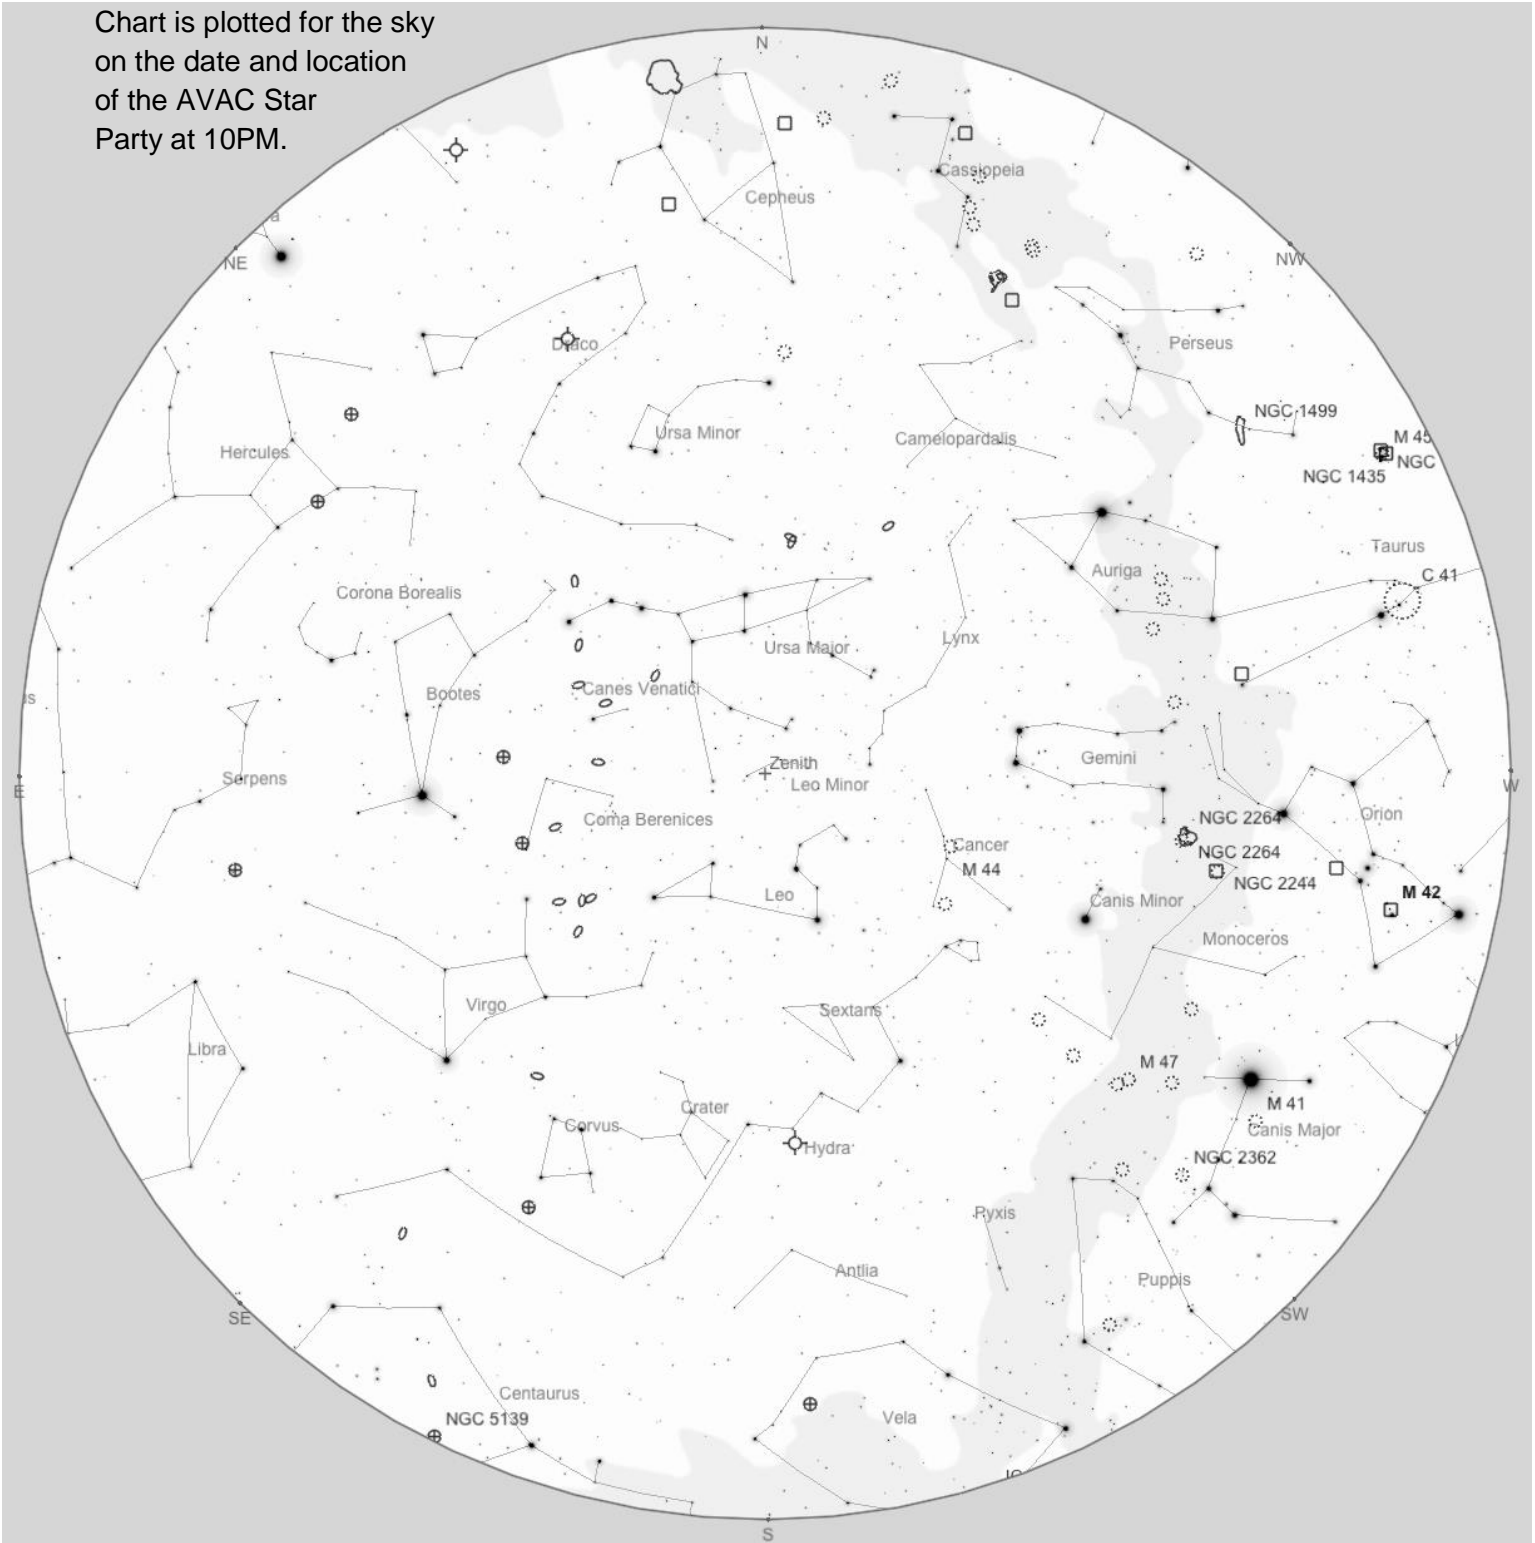 Chart is plotted for the sky
on the date and location
of the AVAC Star
Party at 10PM.
N
Cassiopeia
Cepheus
NE
NW
Draco
Perseus
NGC 1499
Ursa Minor
Camelopardalis
M 45
Hercules
NGC
NGC 1435
Taurus
Auriga
C 41
Corona Borealis
Lynx
Ursa Major
Canes Venatici
Bootes
Gemini
Zenith
Serpens
Leo Minor
E
W
Coma Berenices
NGC 2264
Orion
Cancer
NGC 2264
M 44
NGC 2244
Leo
M 42
Canis Minor
Monoceros
Virgo
Sextans
Libra
M 47
Crater
M 41
Corvus
Canis Major
Hydra
NGC 2362
Pyxis
Antlia
Puppis
SE
SW
Centaurus
NGC 5139
Vela
S